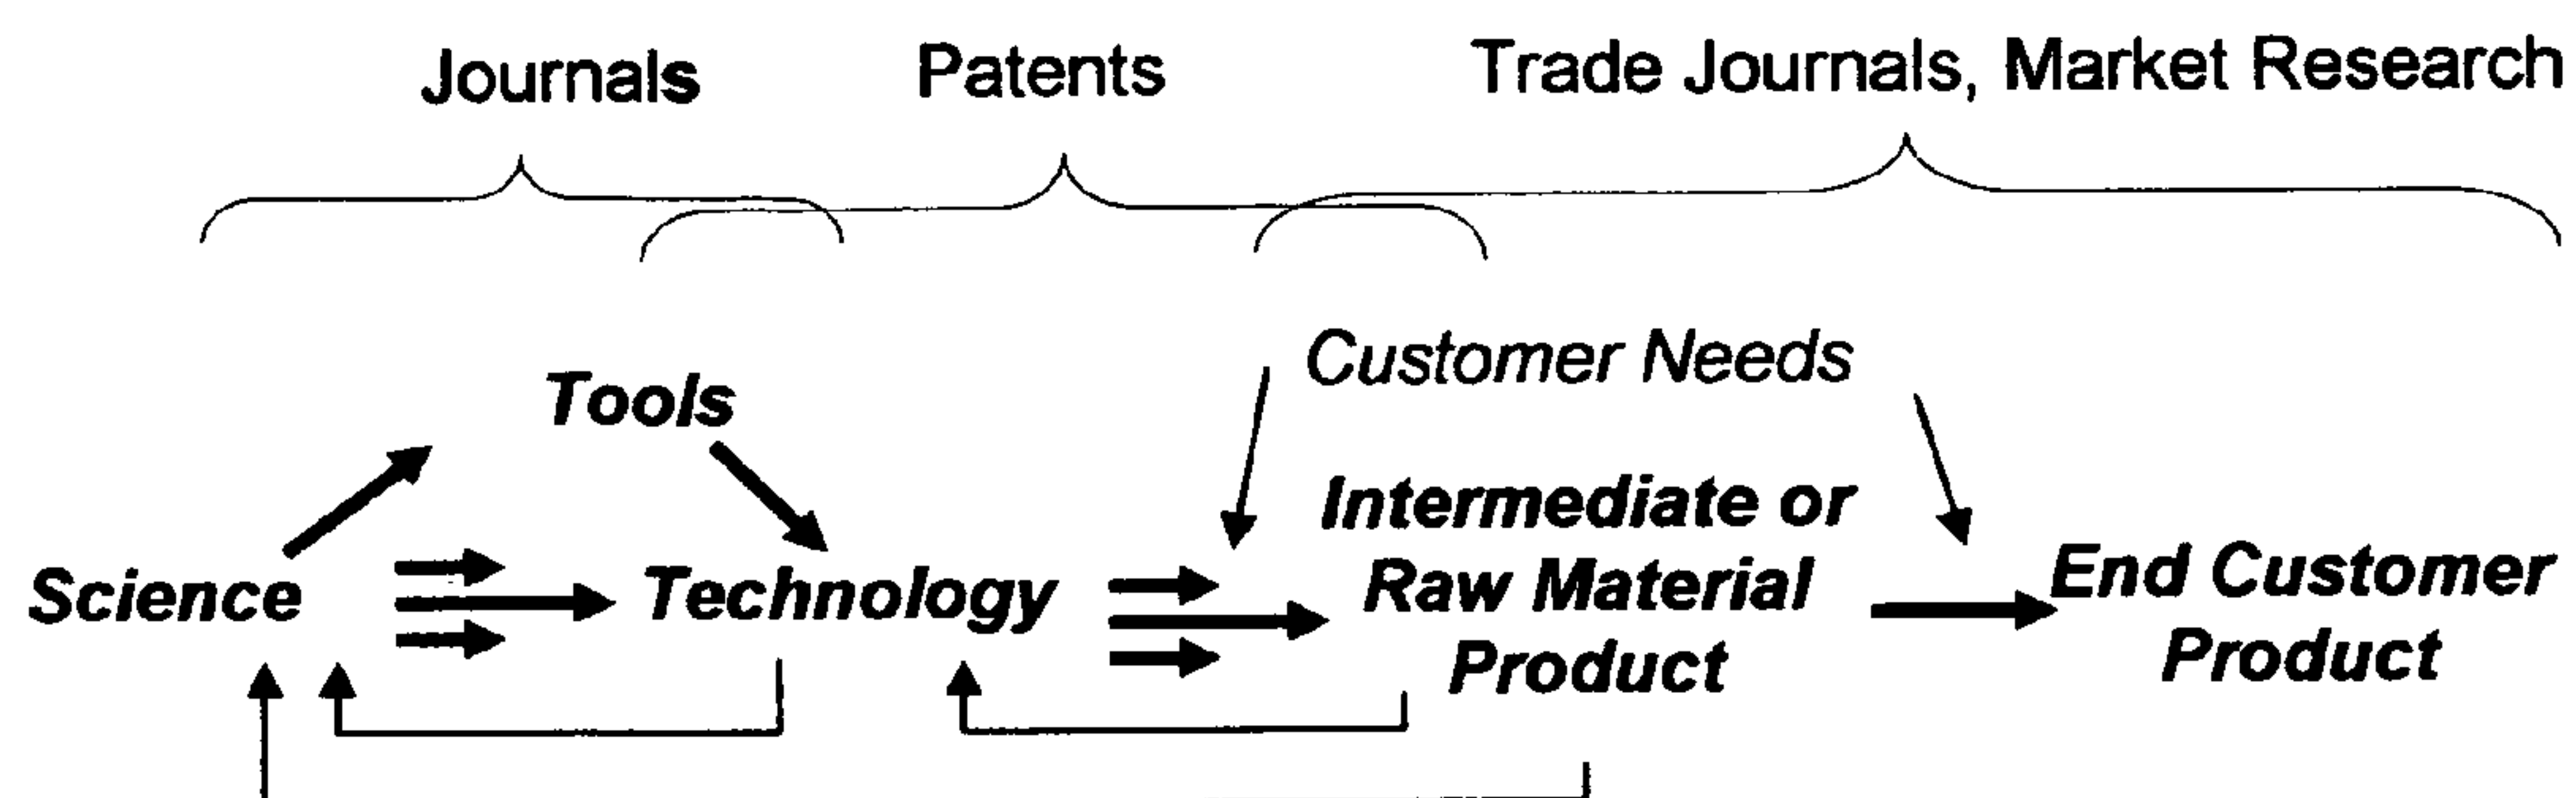 Journals
Patents
Trade Journals, Market Research
Customer Needs
Tools
Science
Technology
Intermediate or
Raw Material
Product
End Customer
Product